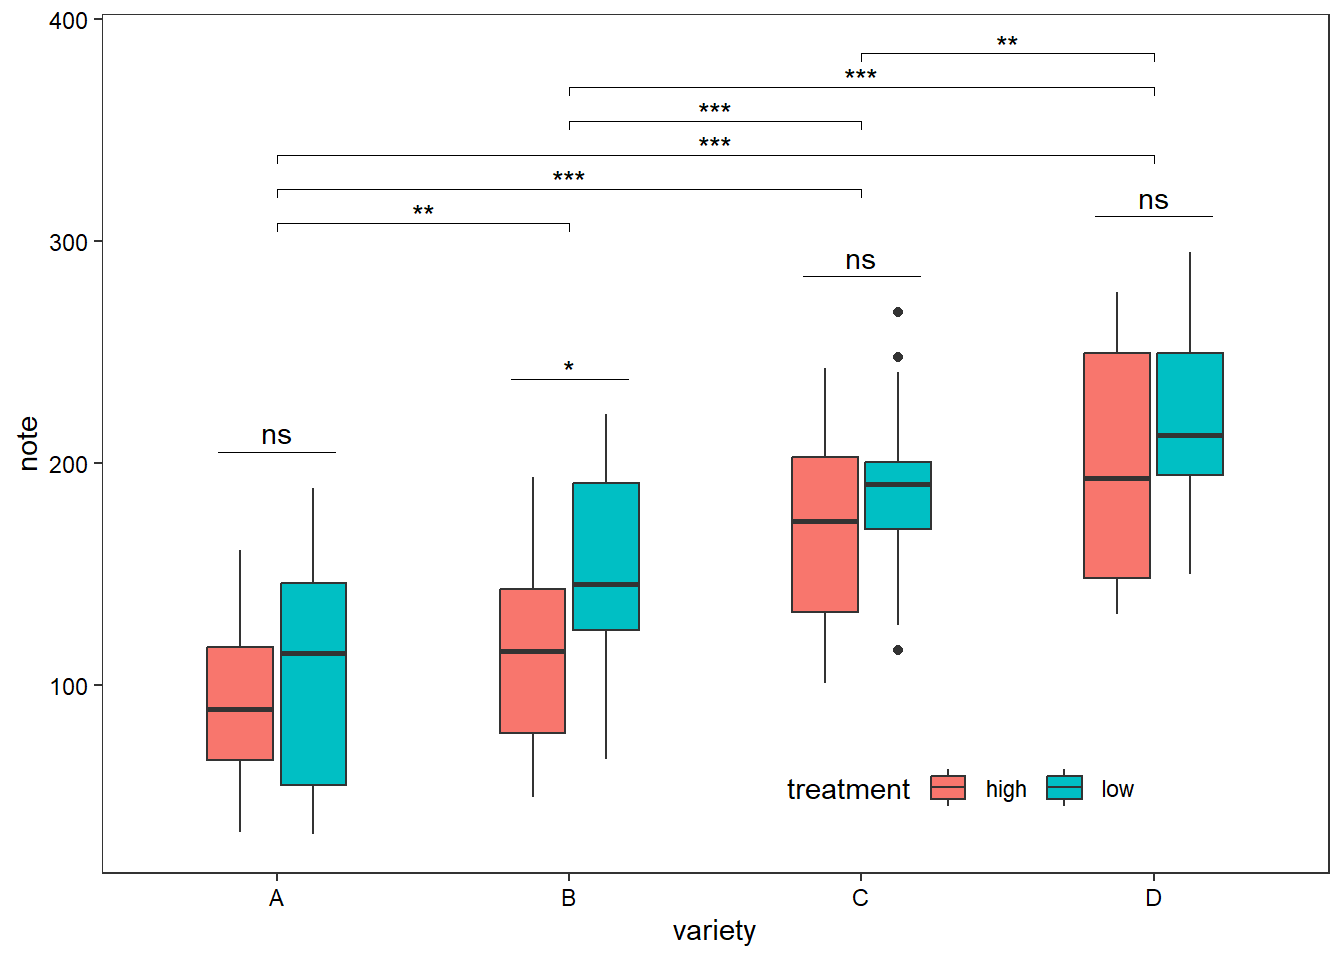 400
**
***
***
***
***
**
ns
300
ns
*
ns
note
200
100
treatment high low
A B C D
variety